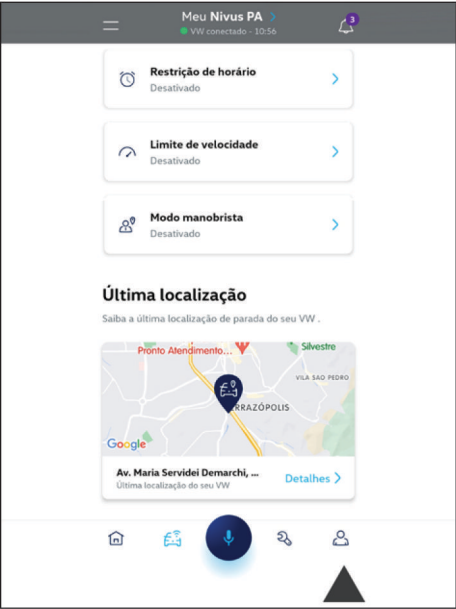 Meu Nivus PA
VW conectado - 10:56
3
Restrição de horário
Desativado
Limite de velocidade
Desativado
Modo manobrista
Desativado
Última localização
Saiba a última localização de parada do seu VW .
Pronto Atendimento...
Silvestre
VILA SAO PEDRO
RRAZÓPOLIS
Google
Av. Maria Servidei Demarchi, ...
Última localização do seu VW
Detalhes